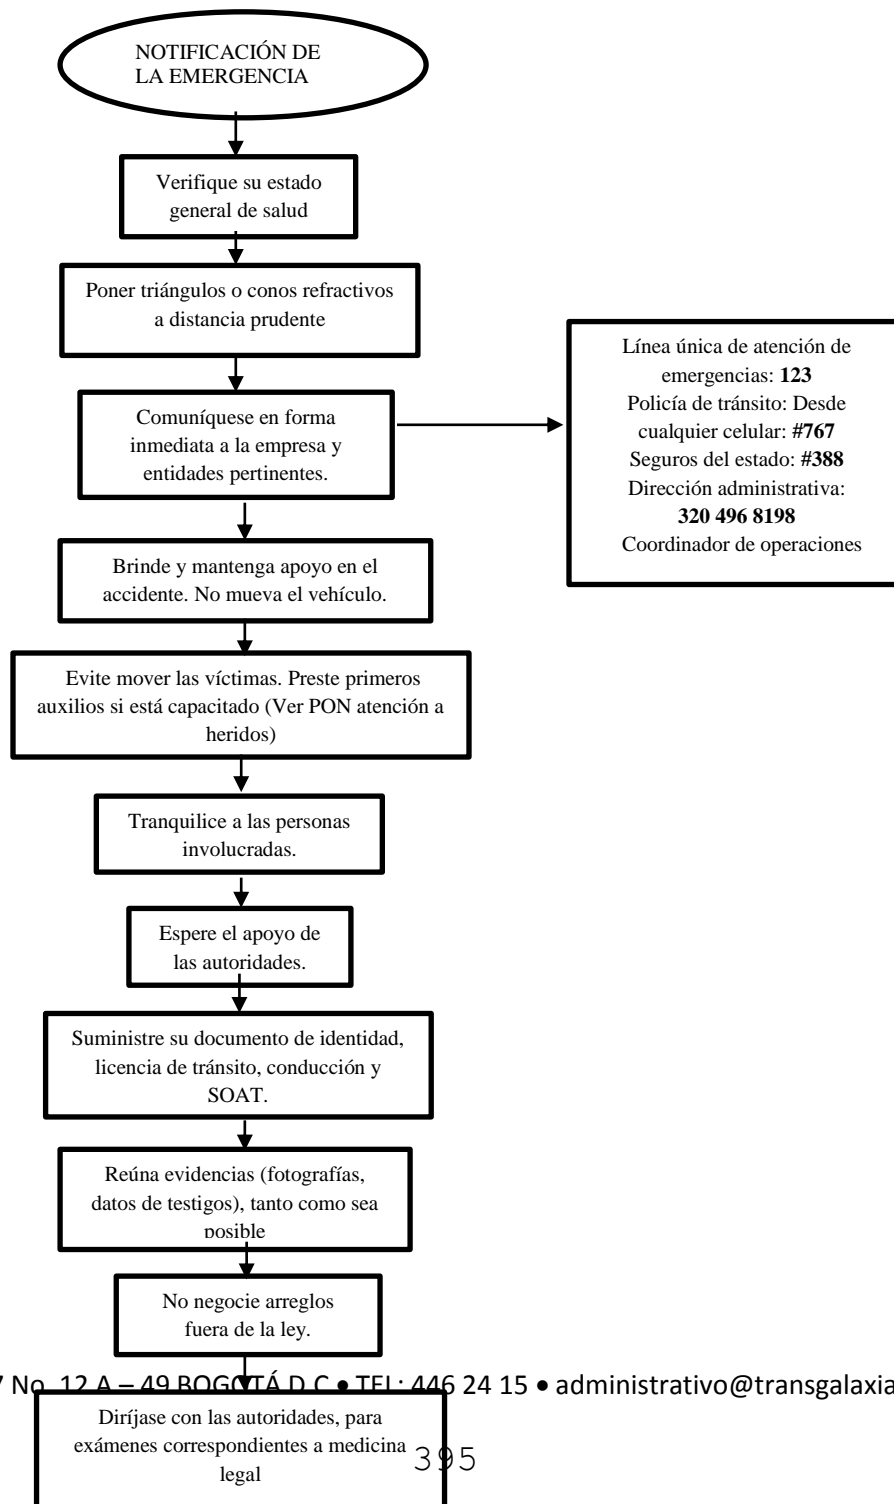 NOTIFICACIÓN DE
LA EMERGENCIA
Verifique su estado
general de salud
Poner triángulos o conos refractivos
a distancia prudente
Comuníquese en forma
inmediata a la empresa y
entidades pertinentes.
Línea única de atención de
emergencias: 123
Policía de tránsito: Desde
cualquier celular: #767
Seguros del estado: #388
Dirección administrativa:
320 496 8198
Coordinador de operaciones
Brinde y mantenga apoyo en el
accidente. No mueva el vehículo.
Evite mover las víctimas. Preste primeros
auxilios si está capacitado (Ver PON atención a
heridos)
Tranquilice a las personas
involucradas.
Espere el apoyo de
las autoridades.
Suministre su documento de identidad,
licencia de tránsito, conducción y
SOAT.
Reúna evidencias (fotografías,
datos de testigos), tanto como sea
posible
No negocie arreglos
fuera de la ley.
7 No. 12 A – 49 BOGOTÁ D.C • TEL: 446 24 15 • administrativo@transgalaxia
Diríjase con las autoridades, para
exámenes correspondientes a medicina
legal
395